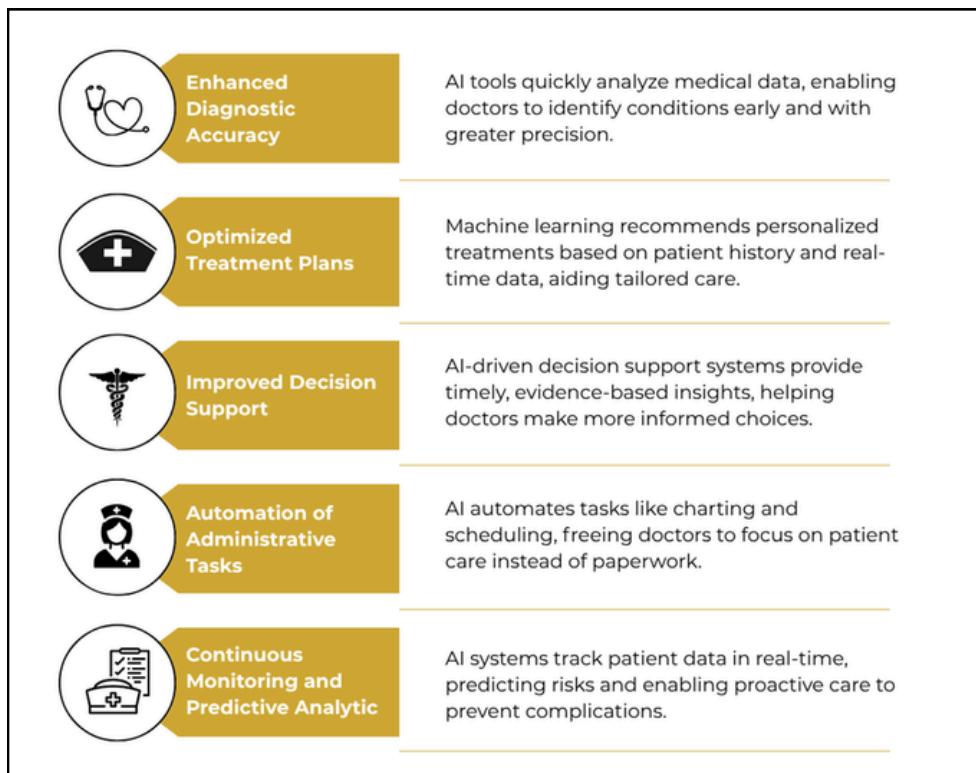 Enhanced
Diagnostic
Accuracy
AI tools quickly analyze medical data, enabling
doctors to identify conditions early and with
greater precision.
Optimized
Treatment Plans
Machine learning recommends personalized
treatments based on patient history and real-
time data, aiding tailored care.
Improved Decision
Support
AI-driven decision support systems provide
timely, evidence-based insights, helping
doctors make more informed choices.
Automation of
Administrative
Tasks
AI automates tasks like charting and
scheduling, freeing doctors to focus on patient
care instead of paperwork.
Continuous
Monitoring and
Predictive Analytic
AI systems track patient data in real-time,
predicting risks and enabling proactive care to
prevent complications.